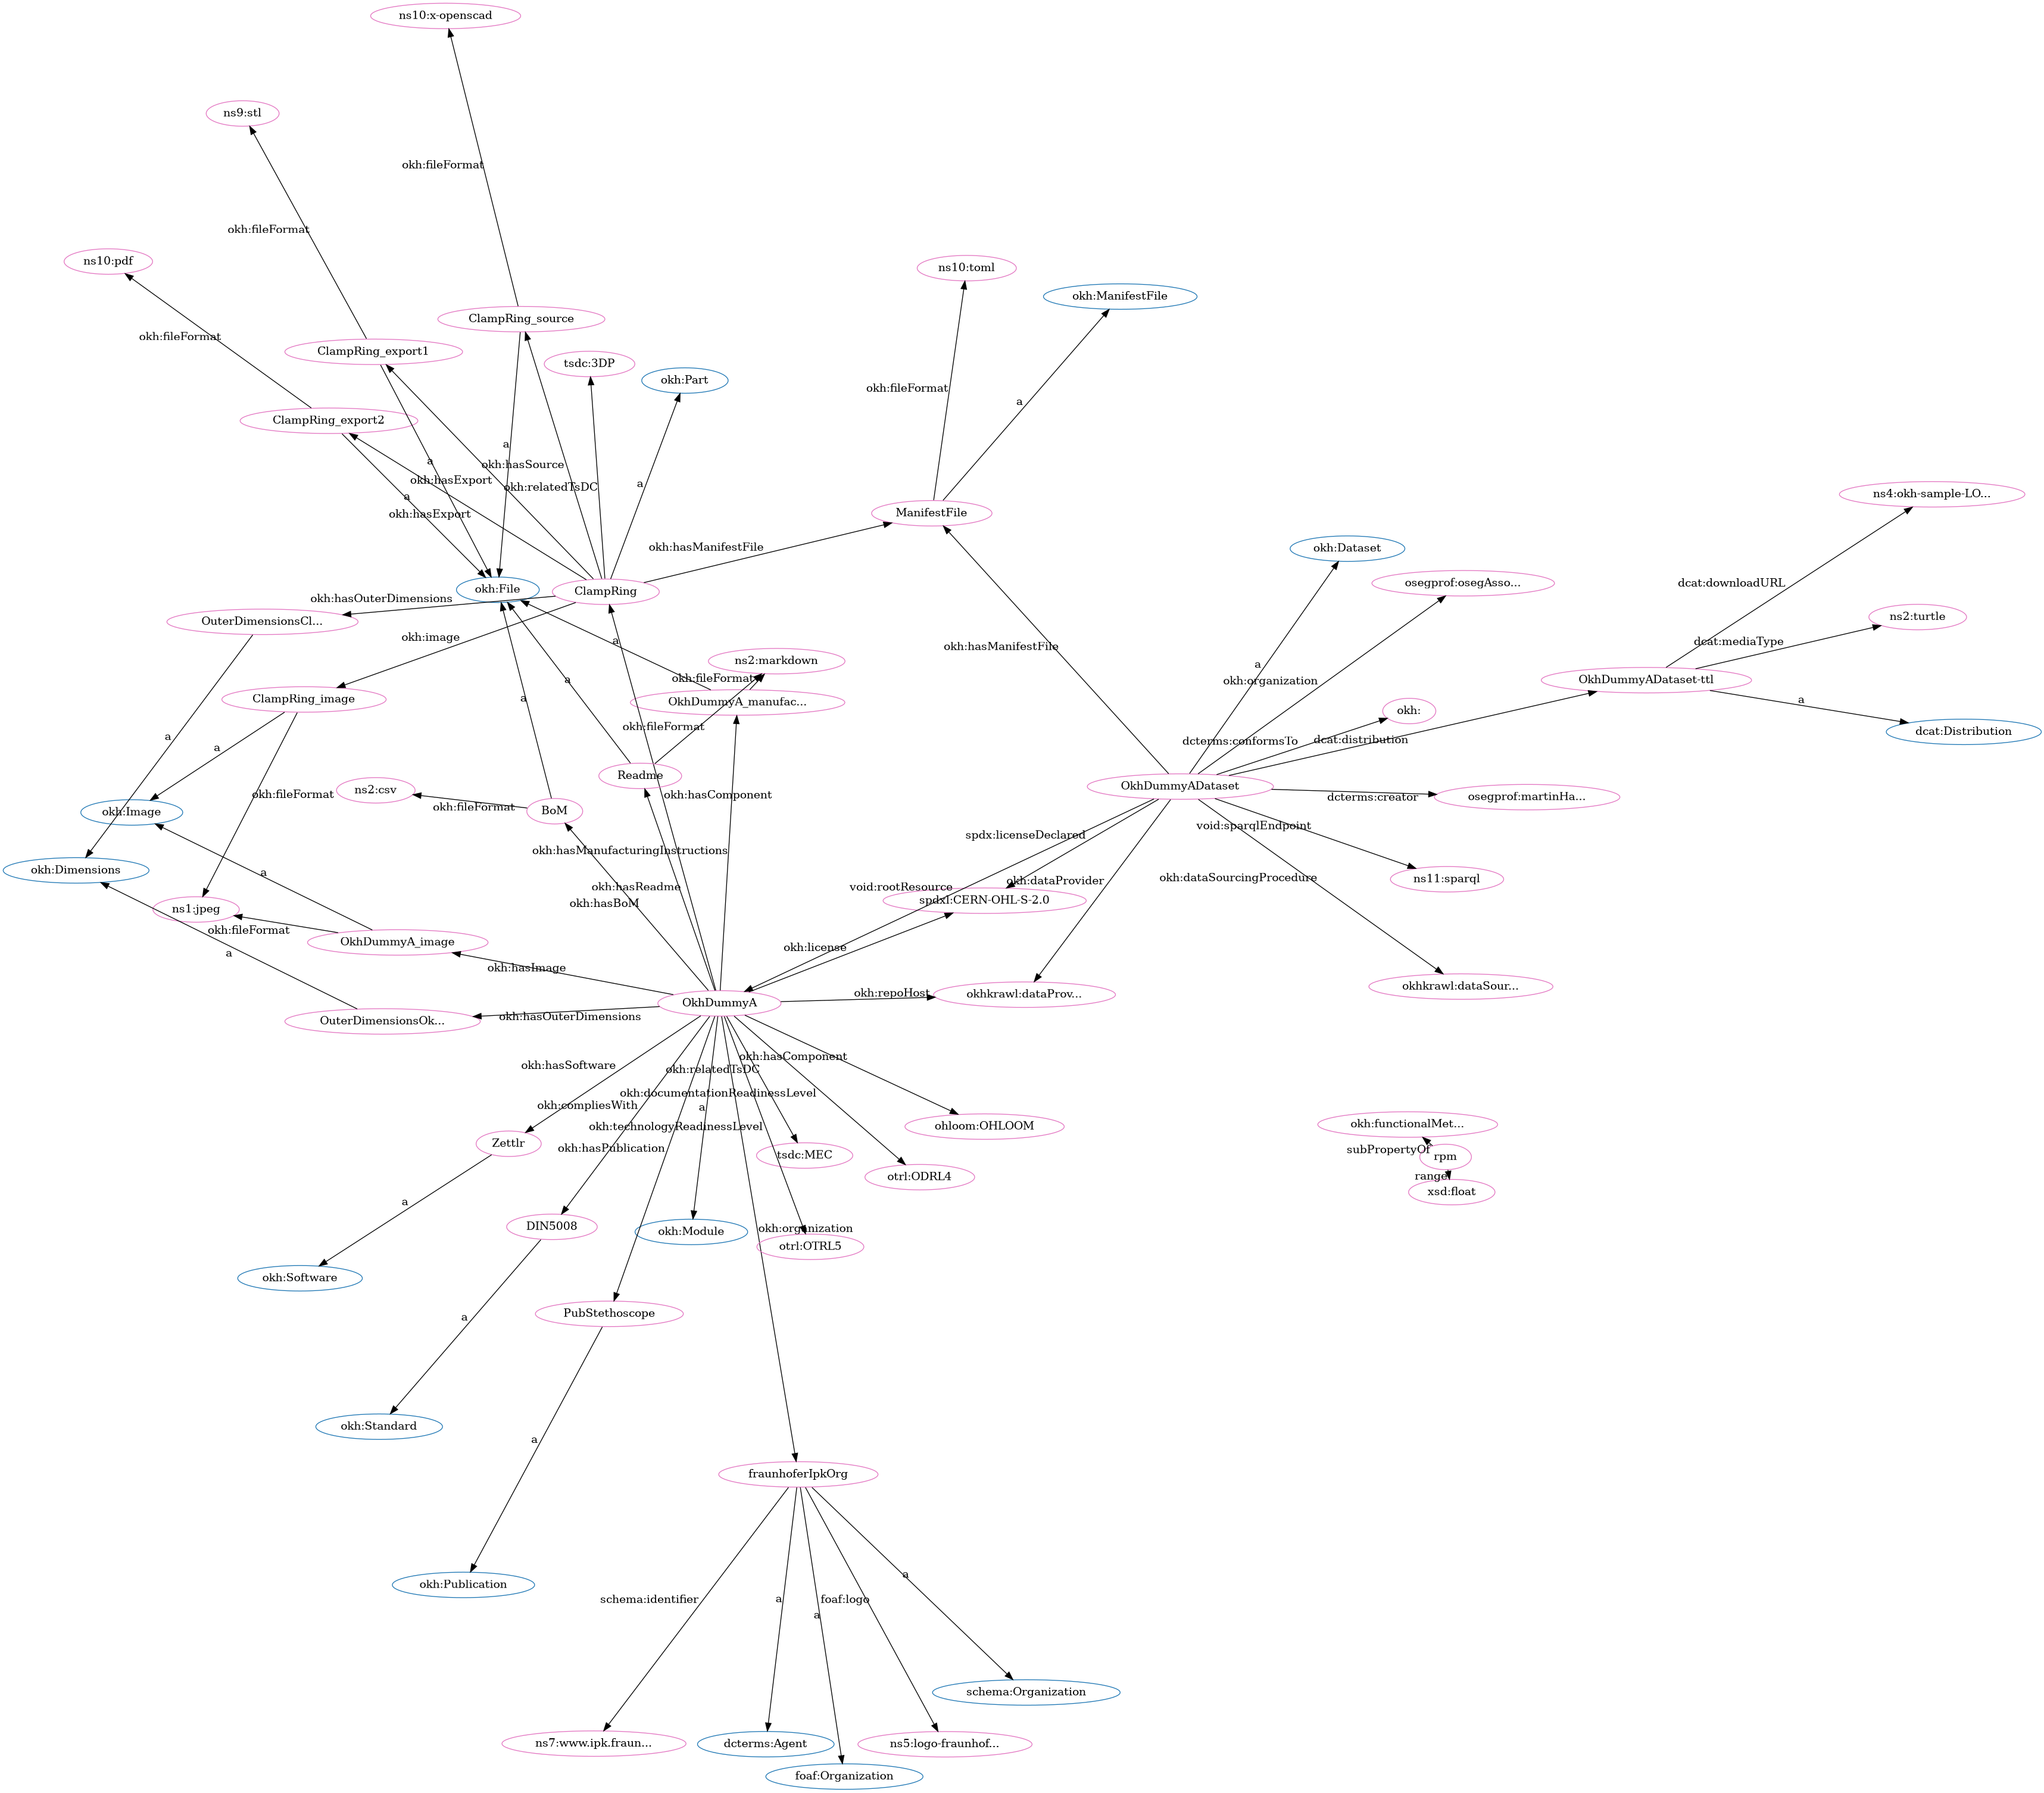 ns10:x-openscad
ns9:stl
okh:fileFormat
okh:fileFormat
ns10:pdf
ns10:toml
okh:ManifestFile
ClampRing_source
okh:fileFormat
ClampRing_export1
tsdc:3DP
okh:Part
okh:fileFormat
a
ClampRing_export2
a
a
okh:hasSource
okh:hasExport
a
okh:relatedTsDC
a
ns4:okh-sample-LO...
a
okh:hasExport
ManifestFile
okh:hasManifestFile
okh:Dataset
osegprof:osegAsso...
dcat:downloadURL
okh:File
ClampRing
okh:hasOuterDimensions
ns2:turtle
OuterDimensionsCl...
okh:image
a
dcat:mediaType
okh:hasManifestFile
ns2:markdown
a
okh:fileFormat
a
okh:organization
OkhDummyADataset-ttl
ClampRing_image
a
OkhDummyA_manufac...
a
okh:
okh:fileFormat
dcat:Distribution
a
a
dcterms:conformsTo
dcat:distribution
Readme
ns2:csv
okh:fileFormat
okh:hasComponent
OkhDummyADataset
dcterms:creator
osegprof:martinHa...
okh:Image
okh:fileFormat
BoM
spdx:licenseDeclared
void:sparqlEndpoint
okh:hasManufacturingInstructions
okh:Dimensions
a
okh:hasReadme
void:rootResource
okh:dataProvider
okh:dataSourcingProcedure
ns11:sparql
ns1:jpeg
okh:hasBoM
spdxl:CERN-OHL-S-2.0
okh:fileFormat
OkhDummyA_image
okh:license
a
okh:hasImage
okhkrawl:dataSour...
OkhDummyA
okh:repoHost
okhkrawl:dataProv...
OuterDimensionsOk...
okh:hasOuterDimensions
okh:hasSoftware
okh:relatedTsDC
okh:hasComponent
okh:documentationReadinessLevel
okh:compliesWith
a
okh:technologyReadinessLevel
ohloom:OHLOOM
okh:functionalMet...
Zettlr
okh:hasPublication
tsdc:MEC
subPropertyOf
rpm
otrl:ODRL4
range
xsd:float
a
DIN5008
okh:Module
okh:organization
otrl:OTRL5
okh:Software
a
PubStethoscope
okh:Standard
a
fraunhoferIpkOrg
okh:Publication
schema:identifier
a
a
foaf:logo
a
schema:Organization
ns7:www.ipk.fraun...
dcterms:Agent
ns5:logo-fraunhof...
foaf:Organization